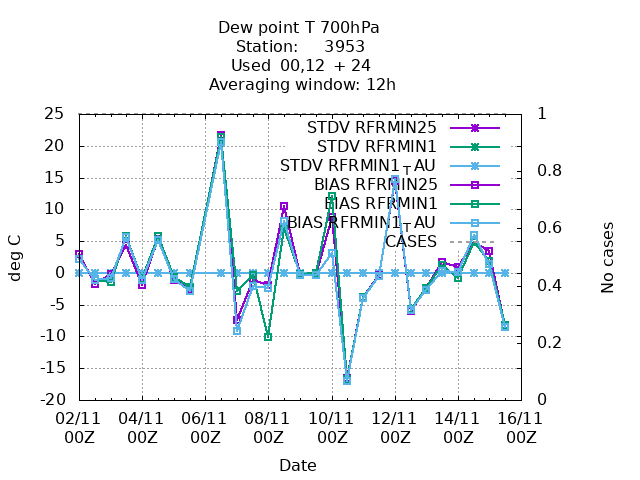 Dew point T 700hPa
Station: 3953
Used 00,12 + 24
Averaging window: 12h
25
20
15
10
5
0
-5
-10
-15
-20
deg C
1
0.8
0.6
0.4
0.2
0
No cases
STDV RFRMIN25
STDV RFRMIN1
STDV RFRMIN1TAU
BIAS RFRMIN25
BIAS RFRMIN1
BIAS RFRMIN1TAU
CASES
02/11 04/11 06/11 08/11 10/11 12/11 14/11 16/11
00Z 00Z 00Z 00Z 00Z 00Z 00Z 00Z
Date